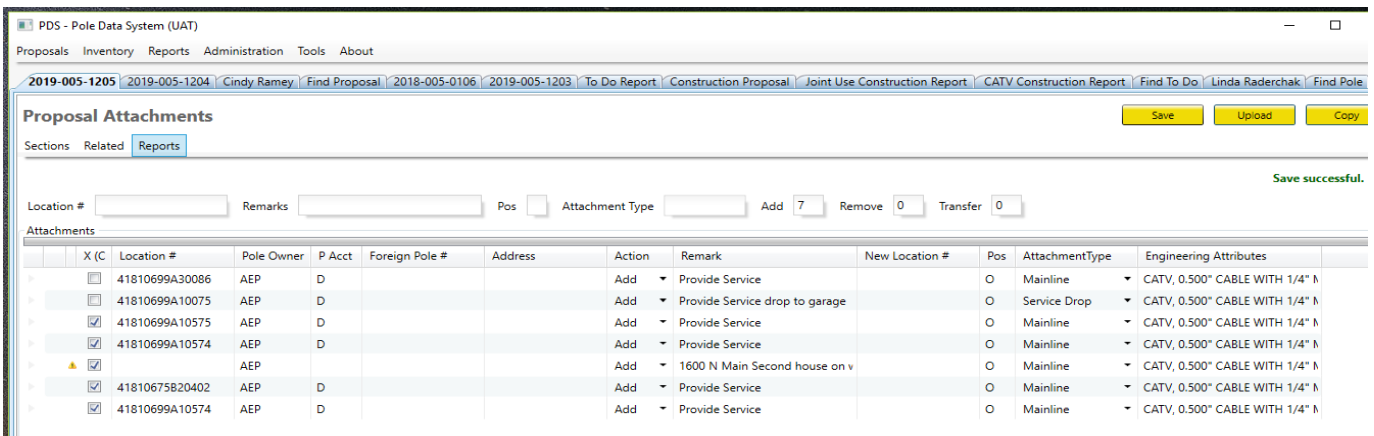 PDS - Pole Data System (UAT)
Proposals Inventory Reports Administration Tools About
2019-005-1205 2019-005-1204 Cindy Ramey Find Proposal 2018-005-0106 2019-005-1203 To Do Report Construction Proposal Joint Use Construction Report CATV Construction Report Find To Do Linda Raderchak Find Pole
Proposal Attachments Save Upload Copy
Sections Related Reports
Save successful.
Location # Remarks Pos Attachment Type Add 7 Remove 0 Transfer 0
Attachments
X (C Location # Pole Owner P Acct Foreign Pole # Address Action Remark New Location # Pos AttachmentType Engineering Attributes
41810699A30086 AEP D Add Provide Service O Mainline CATV, 0.500" CABLE WITH 1/4"
41810699A10075 AEP D Add Provide Service drop to garage O Service Drop CATV, 0.500" CABLE WITH 1/4"
41810699A10575 AEP D Add Provide Service O Mainline CATV, 0.500" CABLE WITH 1/4"
41810699A10574 AEP D Add Provide Service O Mainline CATV, 0.500" CABLE WITH 1/4"
AEP Add 1600 N Main Second house on O Mainline CATV, 0.500" CABLE WITH 1/4"
41810675B20402 AEP D Add Provide Service O Mainline CATV, 0.500" CABLE WITH 1/4"
41810699A10574 AEP D Add Provide Service O Mainline CATV, 0.500" CABLE WITH 1/4"